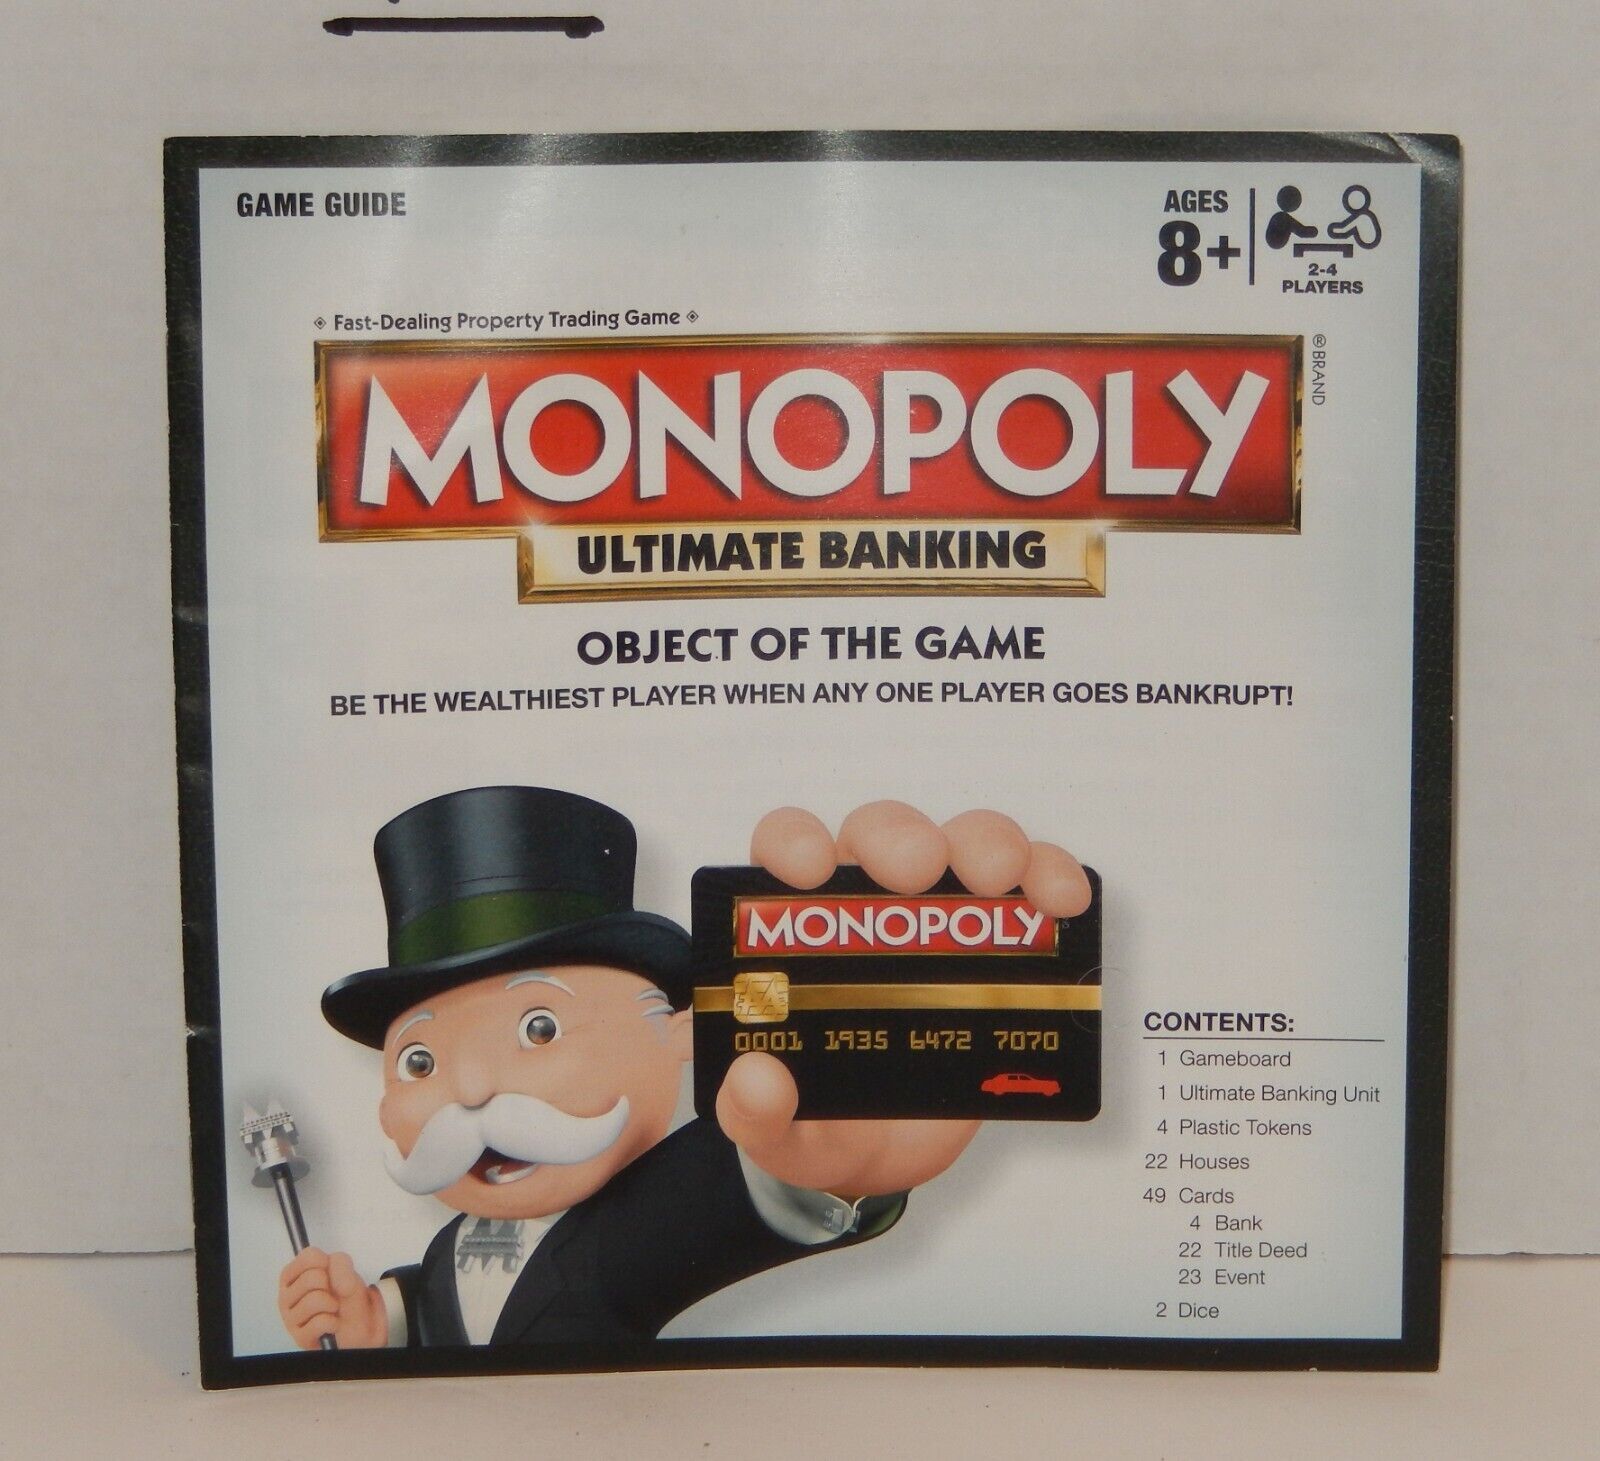 GAME GUIDE
AGES
8+
2-4
PLAYERS
Fast-Dealing Property Trading Game
MONOPOLY
® BRAND
ULTIMATE BANKING
OBJECT OF THE GAME
BE THE WEALTHIEST PLAYER WHEN ANY ONE PLAYER GOES BANKRUPT!
MONOPOLY
0001 1935 6472 7070
CONTENTS:
1 Gameboard
1 Ultimate Banking Unit
4 Plastic Tokens
22 Houses
49 Cards
4 Bank
22 Title Deed
23 Event
2 Dice